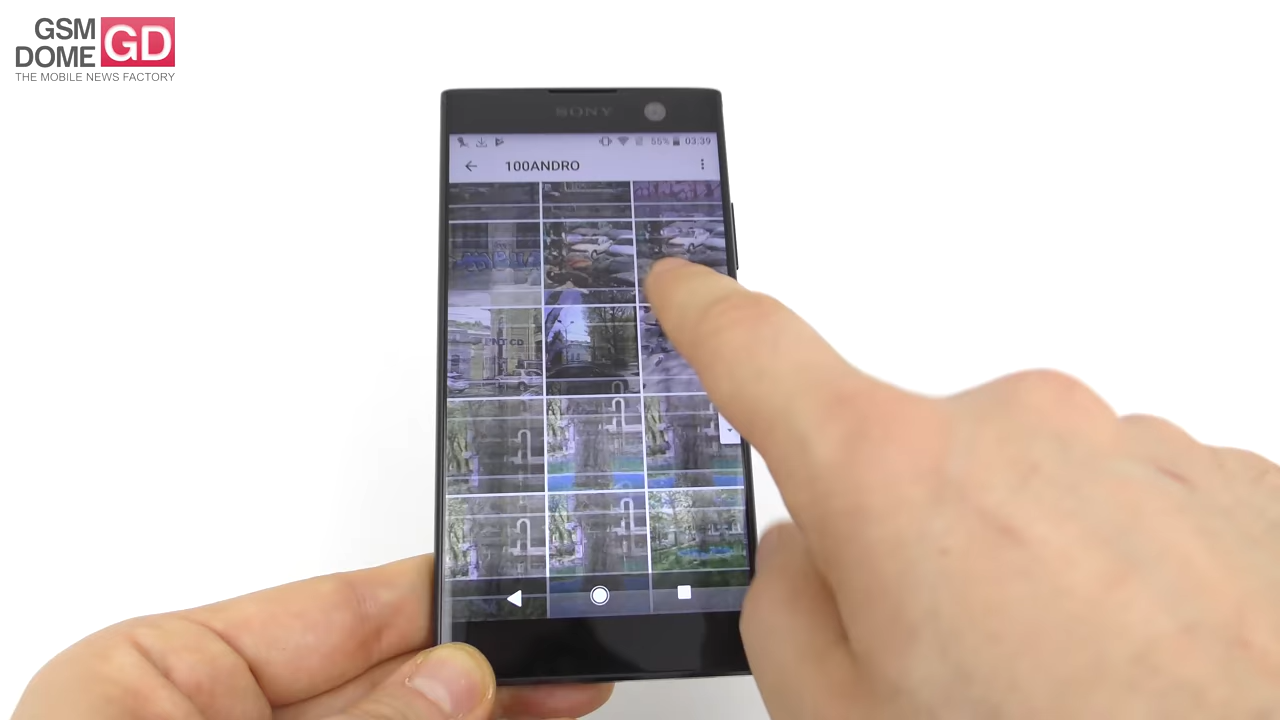 GSM
DOME GD
THE MOBILE NEWS FACTORY
SONY
55% 03:39
100ANDRO